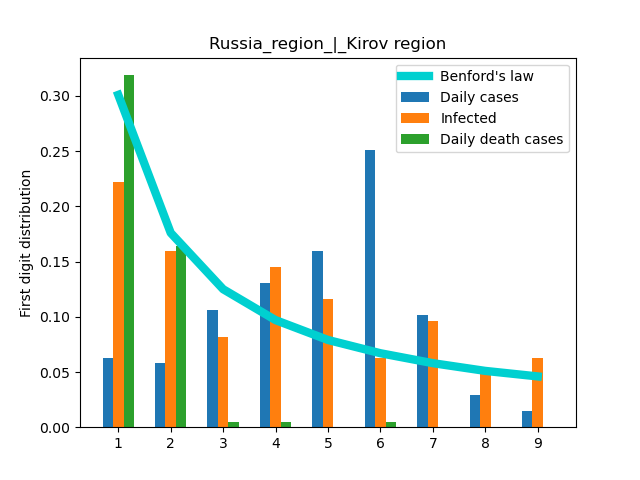 Russia_region_|_Kirov region
Benford's law
Daily cases
Infected
Daily death cases
First digit distribution
0.30
0.25
0.20
0.15
0.10
0.05
0.00
1 2 3 4 5 6 7 8 9